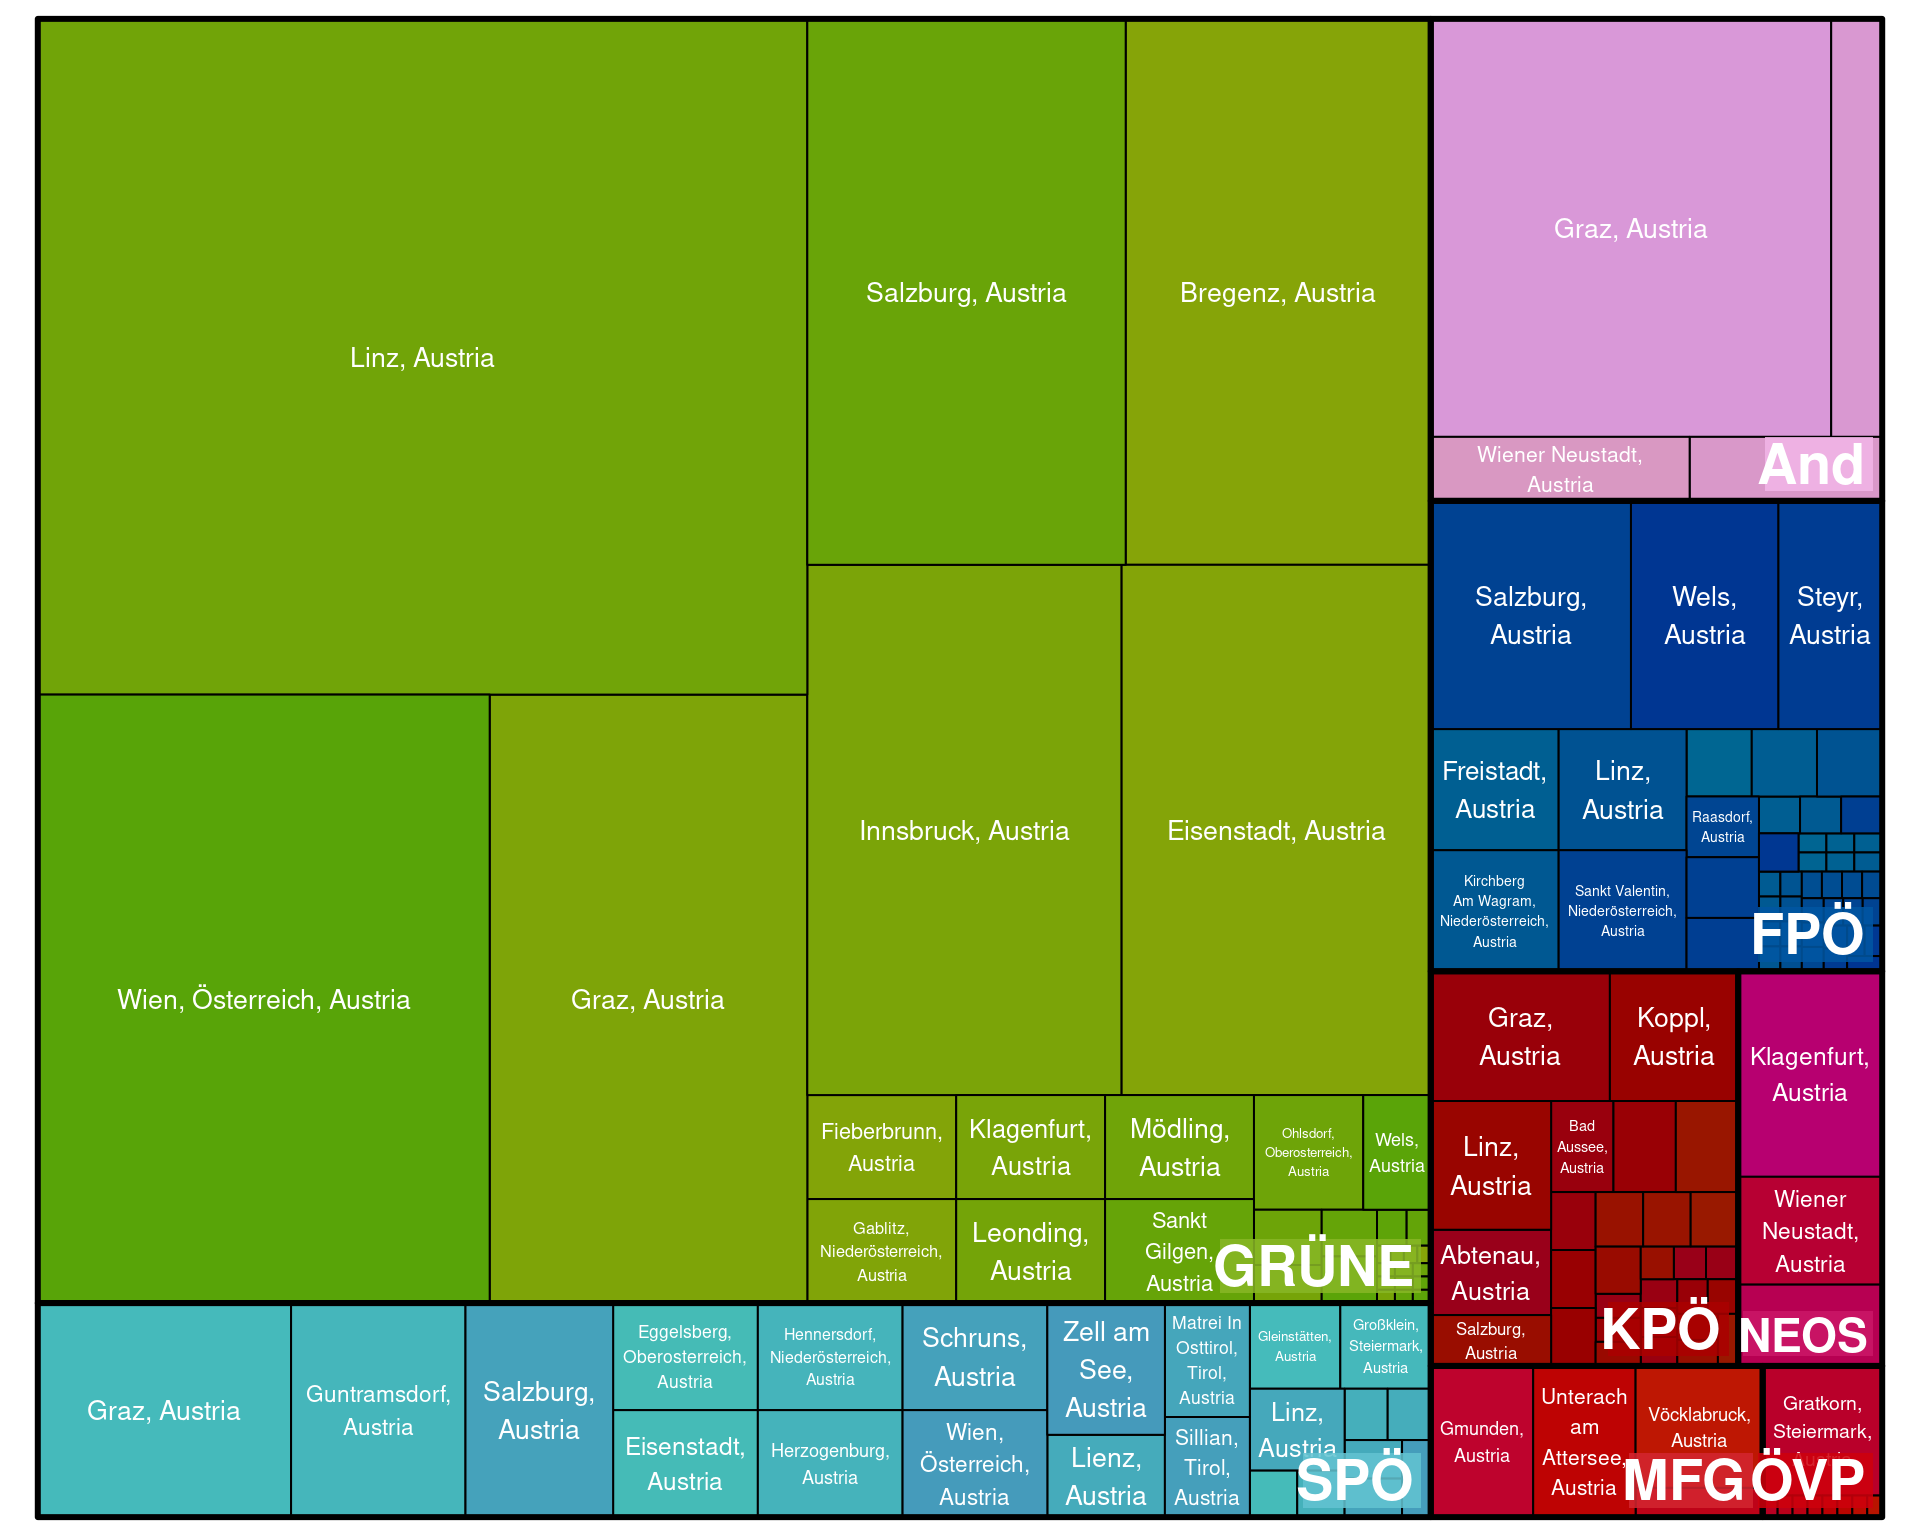 Linz, Austria
Salzburg, Austria
Bregenz, Austria
Wien, Österreich, Austria
Graz, Austria
Innsbruck, Austria
Eisenstadt, Austria
Fieberbrunn,
Austria
Klagenfurt,
Austria
Mödling,
Austria
Ohlsdorf,
Oberosterreich,
Austria
Wels,
Austria
Gablitz,
Niederösterreich,
Austria
Leonding,
Austria
Sankt
Gilgen,
Austria
GRÜNE
Graz, Austria
Guntramsdorf,
Austria
Salzburg,
Austria
Eggelsberg,
Oberosterreich,
Austria
Eisenstadt,
Austria
Hennersdorf,
Niederösterreich,
Austria
Herzogenburg,
Austria
Schruns,
Austria
Wien,
Österreich,
Austria
Zell am
See,
Austria
Lienz,
Austria
Matrei In
Osttirol,
Tirol,
Austria
Sillian,
Tirol,
Austria
Gleinstätten,
Austria
Großklein,
Steiermark,
Austria
Linz,
Austria
SPÖ
Graz, Austria
Wiener Neustadt,
Austria
And
Salzburg,
Austria
Wels,
Austria
Steyr,
Austria
Freistadt,
Austria
Linz,
Austria
Raasdorf,
Austria
Kirchberg
Am Wagram,
Niederösterreich,
Austria
Sankt Valentin,
Niederösterreich,
Austria
FPÖ
Graz,
Austria
Koppl,
Austria
Linz,
Austria
Bad
Aussee,
Austria
Abtenau,
Austria
Salzburg,
Austria
KPÖ
Klagenfurt,
Austria
Wiener
Neustadt,
Austria
NEOS
Gmunden,
Austria
Unterach
am
Attersee,
Austria
Vöcklabruck,
Austria
MFG
Gratkorn,
Steiermark,
ÖVP